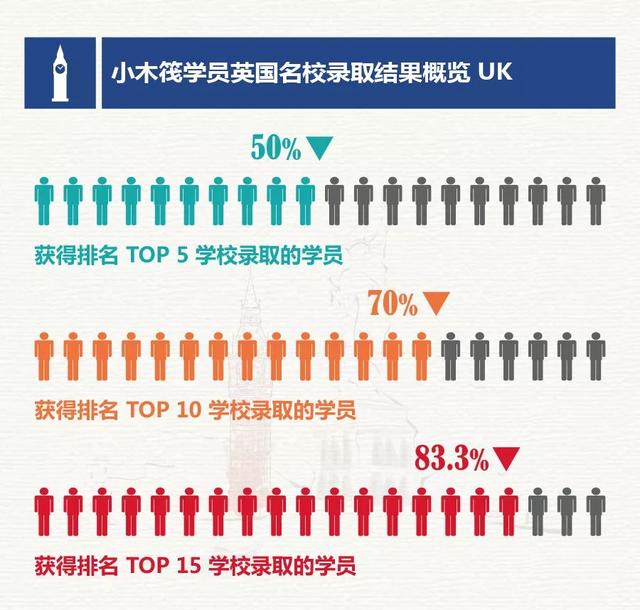 小木筏学员英国名校录取结果概览 UK
50%
获得排名 TOP 5 学校录取的学员
70%
获得排名 TOP 10 学校录取的学员
83.3%
获得排名 TOP 15 学校录取的学员